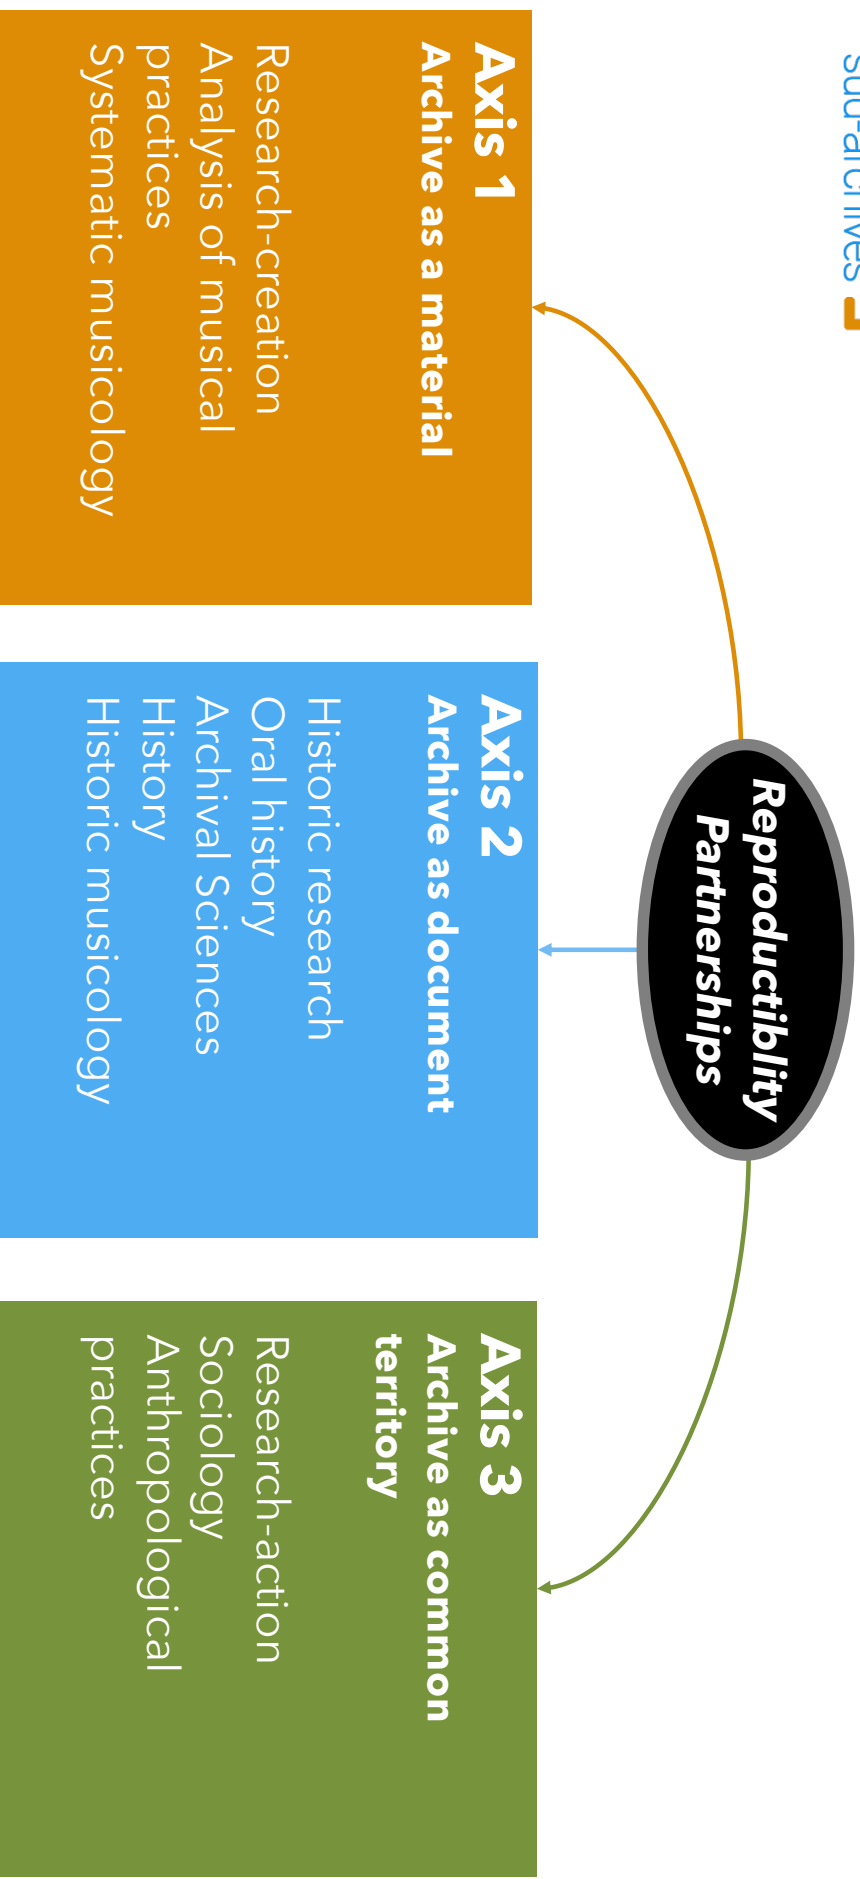 sud-archives
Reproductiblity
Partnerships
Axis 1
Archive as a material
Research-creation
Analysis of musical
practices
Systematic musicology
Axis 2
Archive as document
Historic research
Oral history
Archival Sciences
History
Historic musicology
Axis 3
Archive as common
territory
Research-action
Sociology
Anthropological
practices